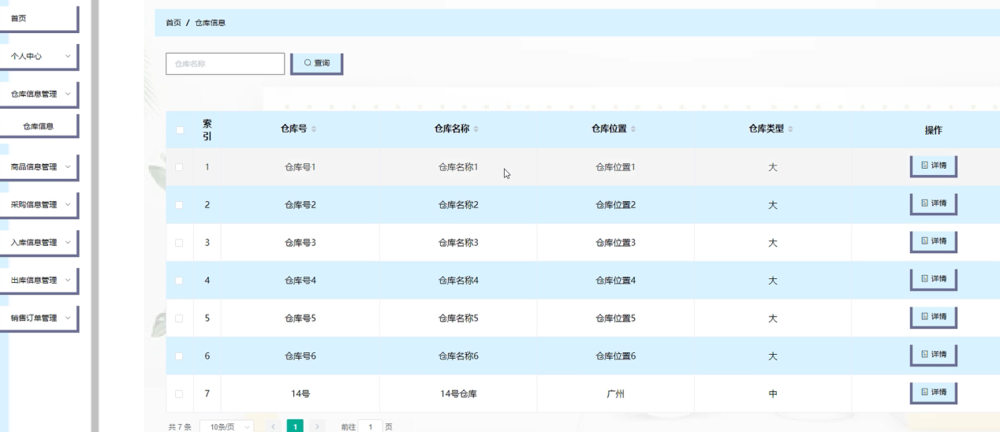 首页
个人中心
仓库信息管理
仓库信息
商品信息管理
采购信息管理
入库信息管理
出库信息管理
销售订单管理
首页 / 仓库信息
仓库名称 查询
索引 仓库号 仓库名称 仓库位置 仓库类型 操作
1 仓库号1 仓库名称1 仓库位置1 大 详情
2 仓库号2 仓库名称2 仓库位置2 大 详情
3 仓库号3 仓库名称3 仓库位置3 大 详情
4 仓库号4 仓库名称4 仓库位置4 大 详情
5 仓库号5 仓库名称5 仓库位置5 大 详情
6 仓库号6 仓库名称6 仓库位置6 大 详情
7 14号 14号仓库 广州 中 详情
共 7 条 10条/页 1 前往 1 页